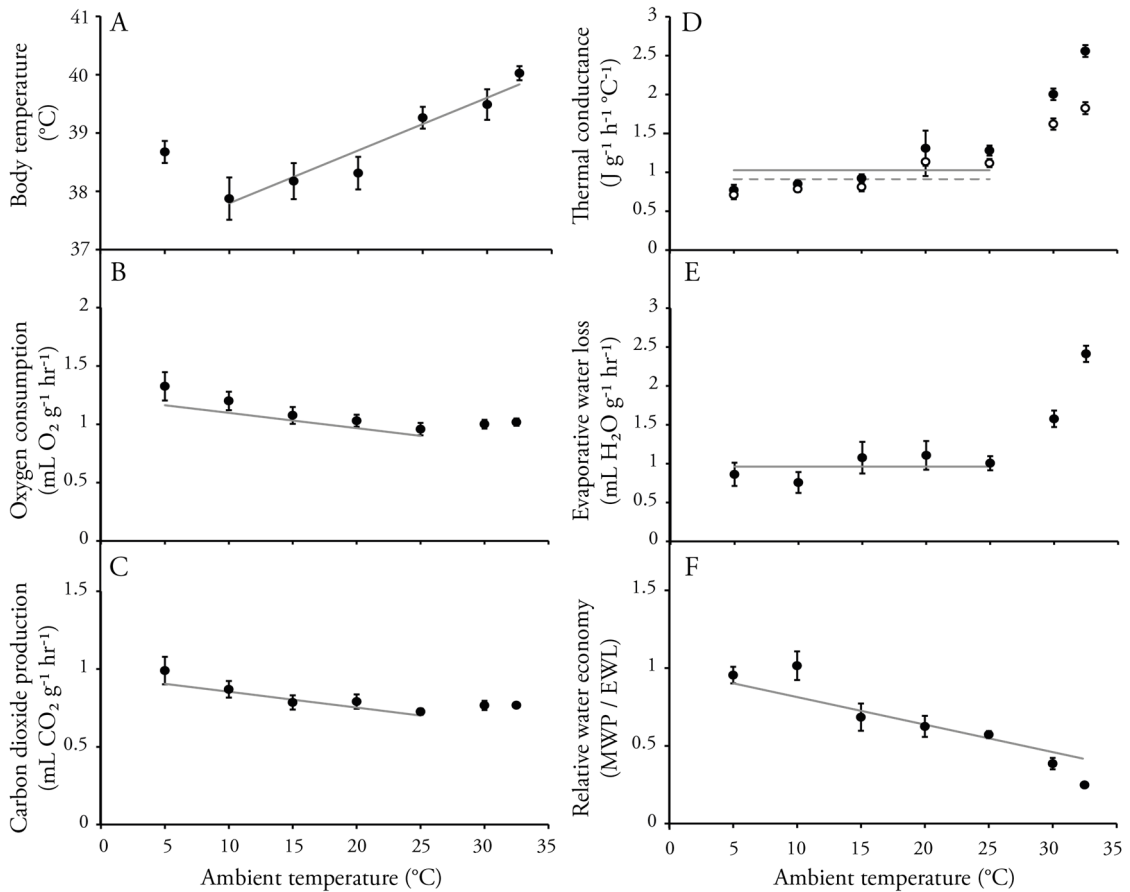 A
Body temperature
(°C)
41
40
39
38
37
B
Oxygen consumption
(mL O₂ g⁻¹ hr⁻¹)
2
1.5
1
0.5
0
C
Carbon dioxide production
(mL CO₂ g⁻¹ hr⁻¹)
1.5
1
0.5
0
0 5 10 15 20 25 30 35
Ambient temperature (°C)
D
Thermal conductance
(J g⁻¹ h⁻¹ °C⁻¹)
3
2.5
2
1.5
1
0.5
0
E
Evaporative water loss
(mL H₂O g⁻¹ hr⁻¹)
3
2.5
2
1.5
1
0.5
0
F
Relative water economy
(MWP / EWL)
1.5
1
0.5
0
0 5 10 15 20 25 30 35
Ambient temperature (°C)